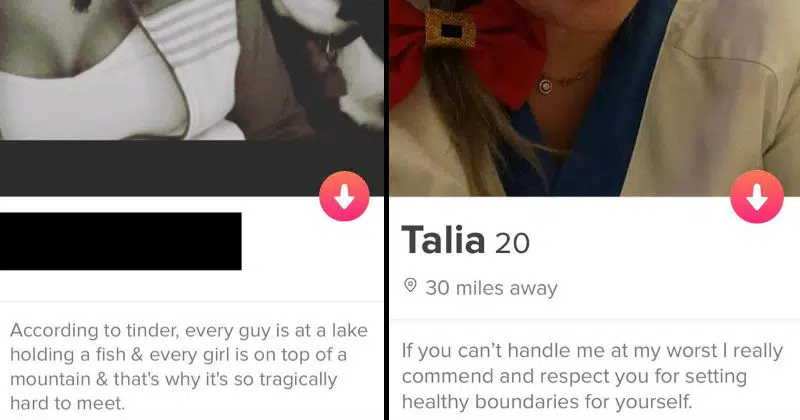 According to tinder, every guy is at a lake
holding a fish & every girl is on top of a
mountain & that's why it's so tragically
hard to meet.
Talia 20
30 miles away
If you can’t handle me at my worst I really
commend and respect you for setting
healthy boundaries for yourself.